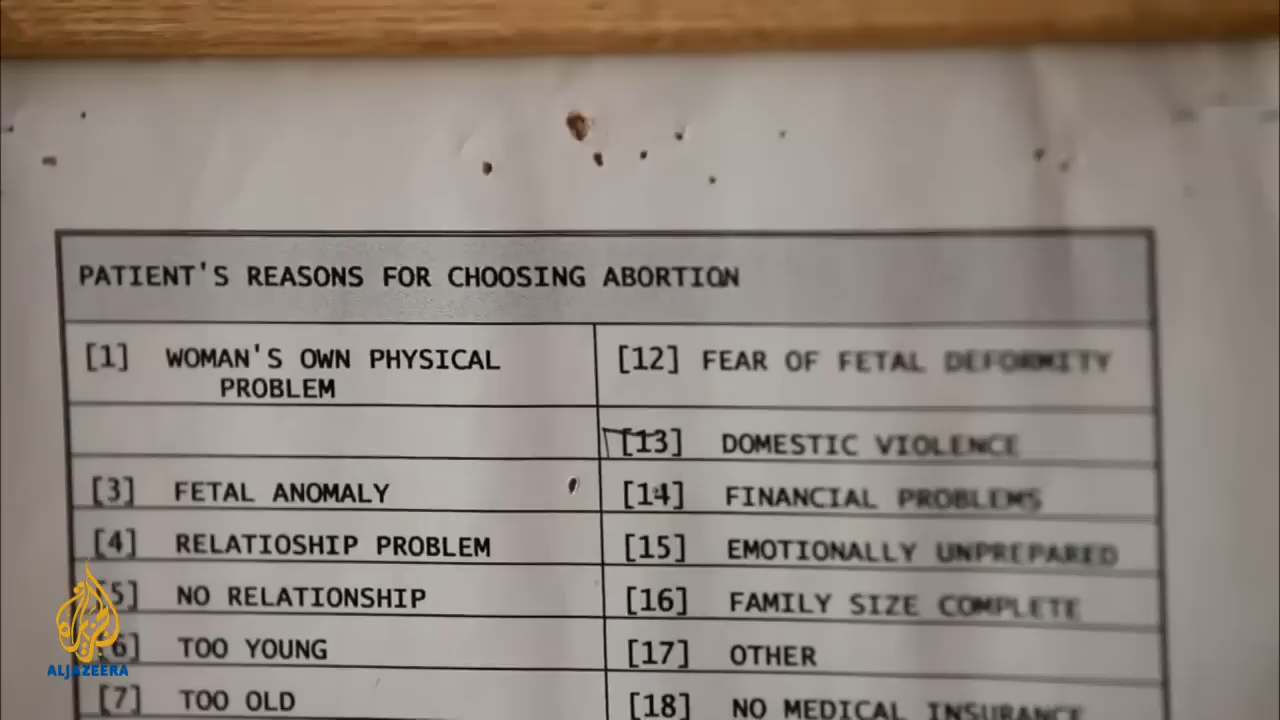 PATIENT'S REASONS FOR CHOOSING ABORTION
[1] WOMAN'S OWN PHYSICAL
PROBLEM
[3] FETAL ANOMALY
[4] RELATIOSHIP PROBLEM
[5] NO RELATIONSHIP
[6] TOO YOUNG
[7] TOO OLD
[12] FEAR OF FETAL DEFORMITY
[13] DOMESTIC VIOLENCE
[14] FINANCIAL PROBLEMS
[15] EMOTIONALLY UNPREPARED
[16] FAMILY SIZE COMPLETE
[17] OTHER
[18] NO MEDICAL INSURANCE
ALJAZEERA